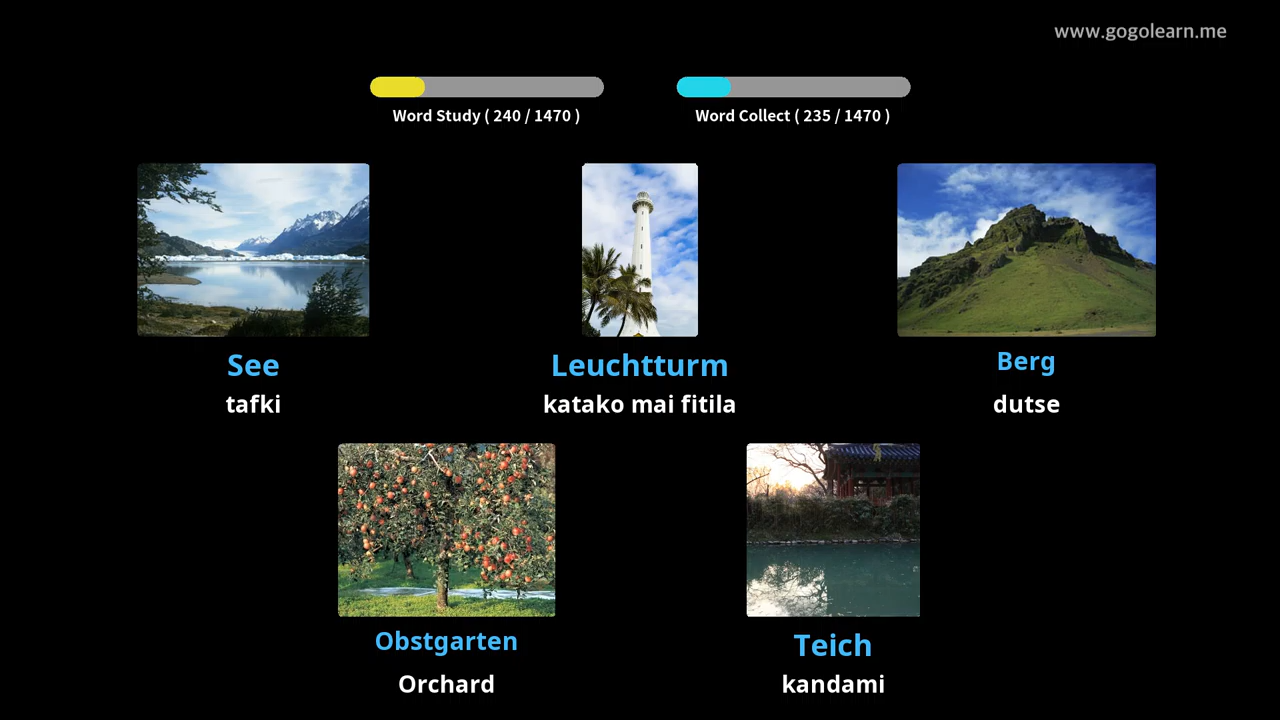 www.gogolearn.me
Word Study ( 240 / 1470 )
Word Collect ( 235 / 1470 )
See
Leuchtturm
Berg
tafki
katako mai fitila
dutse
Obstgarten
Teich
Orchard
kandami